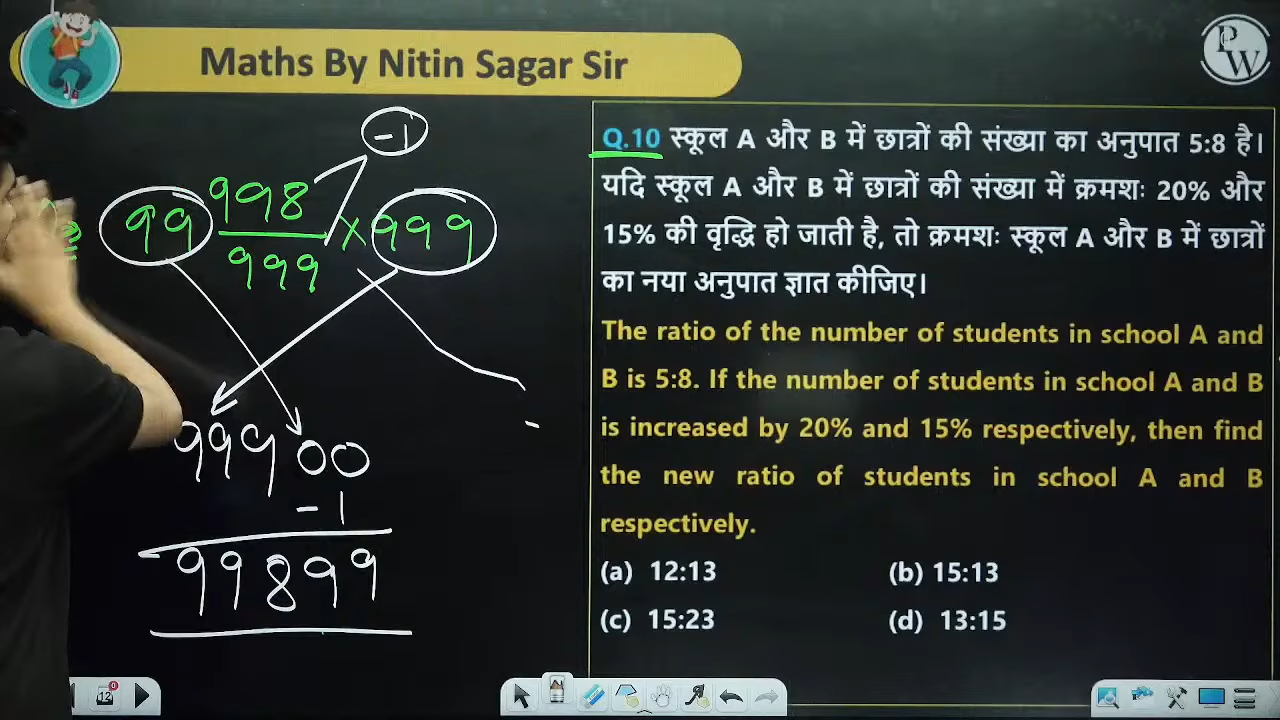 Maths By Nitin Sagar Sir
PW
-1
99 998/999 × 999
99900
-1
99899
Q.10 स्कूल A और B में छात्रों की संख्या का अनुपात 5:8 है।
यदि स्कूल A और B में छात्रों की संख्या में क्रमशः 20% और
15% की वृद्धि हो जाती है, तो क्रमशः स्कूल A और B में छात्रों
का नया अनुपात ज्ञात कीजिए।
The ratio of the number of students in school A and
B is 5:8. If the number of students in school A and B
is increased by 20% and 15% respectively, then find
the new ratio of students in school A and B
respectively.
(a) 12:13
(b) 15:13
(c) 15:23
(d) 13:15
12
0